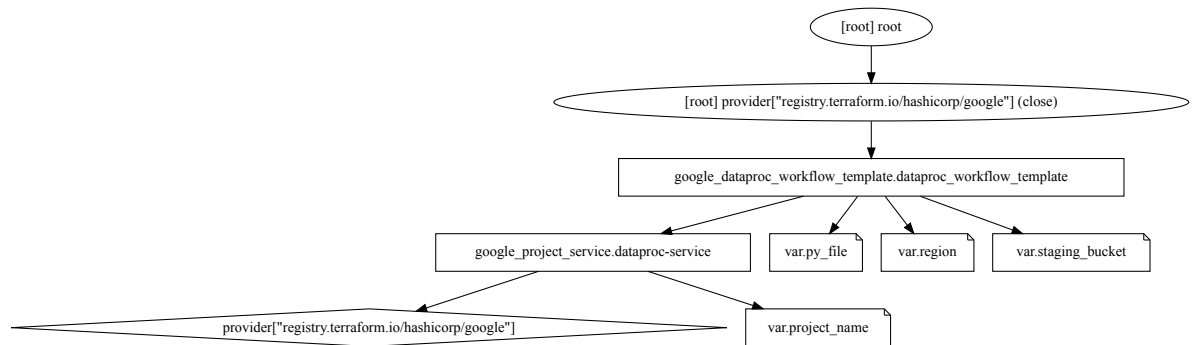 [root] root
[root] provider["registry.terraform.io/hashicorp/google"] (close)
google_dataproc_workflow_template.dataproc_workflow_template
google_project_service.dataproc-service
var.py_file
var.region
var.staging_bucket
provider["registry.terraform.io/hashicorp/google"]
var.project_name